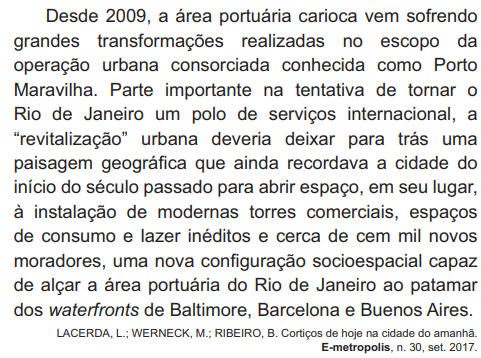 Desde 2009, a área portuária carioca vem sofrendo
grandes transformações realizadas no escopo da
operação urbana consorciada conhecida como Porto
Maravilha. Parte importante na tentativa de tornar o
Rio de Janeiro um polo de serviços internacional, a
“revitalização” urbana deveria deixar para trás uma
paisagem geográfica que ainda recordava a cidade do
início do século passado para abrir espaço, em seu lugar,
à instalação de modernas torres comerciais, espaços
de consumo e lazer inéditos e cerca de cem mil novos
moradores, uma nova configuração socioespacial capaz
de alçar a área portuária do Rio de Janeiro ao patamar
dos waterfronts de Baltimore, Barcelona e Buenos Aires.
LACERDA, L.; WERNECK, M.; RIBEIRO, B. Cortiços de hoje na cidade do amanhã.
E-metropolis, n. 30, set. 2017.